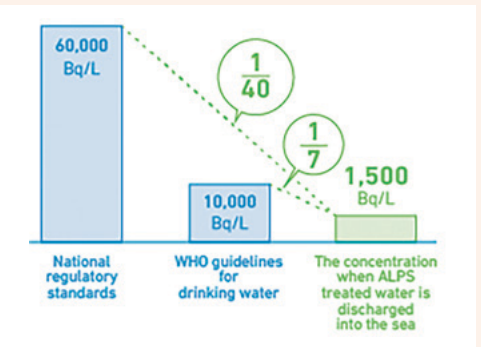 60,000
Bq/L
1
40
1
7
1,500
Bq/L
10,000
Bq/L
National
regulatory
standards
WHO guidelines
for
drinking water
The concentration
when ALPS
treated water is
discharged
into the sea